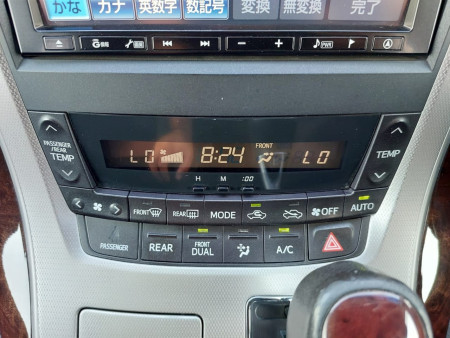 かな カナ 英数字 数記号 変換 無変換 完了
PWR A
PASSENGER/REAR TEMP LO 8:24 FRONT LO TEMP
H M :00
FRONT REAR MODE OFF AUTO
PASSENGER REAR FRONT DUAL A/C